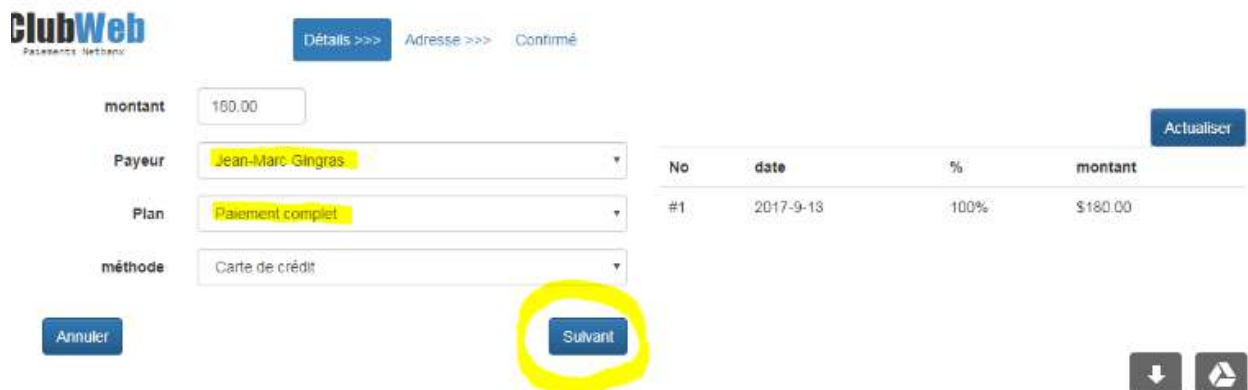 ClubWeb
Paiements Netbanx
Détails >>> Adresse >>> Confirmé
montant 180.00
Actualiser
Payeur Jean-Marc Gingras
No date % montant
Plan Paiement complet
#1 2017-9-13 100% $180.00
méthode Carte de crédit
Annuler Suivant